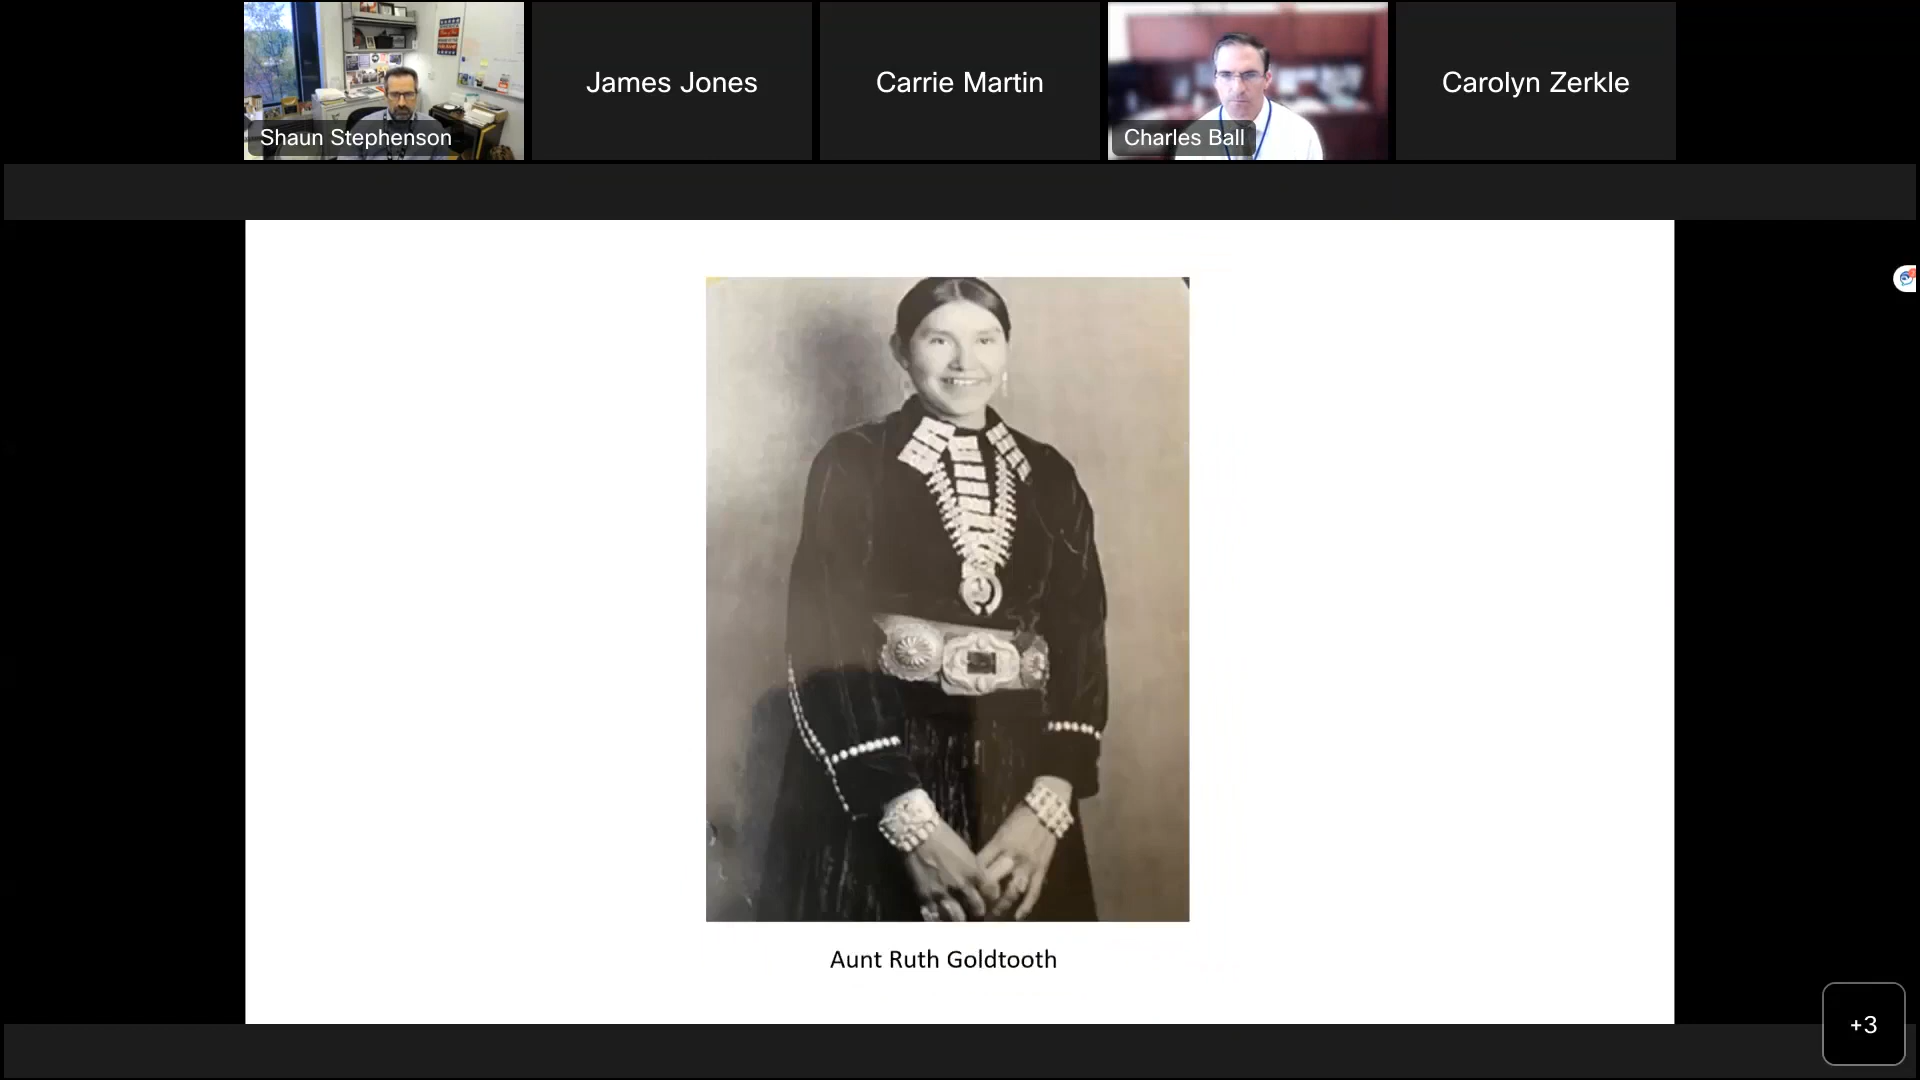 James Jones
Carrie Martin
Carolyn Zerkle
Shaun Stephenson
Charles Ball
Aunt Ruth Goldtooth
+3